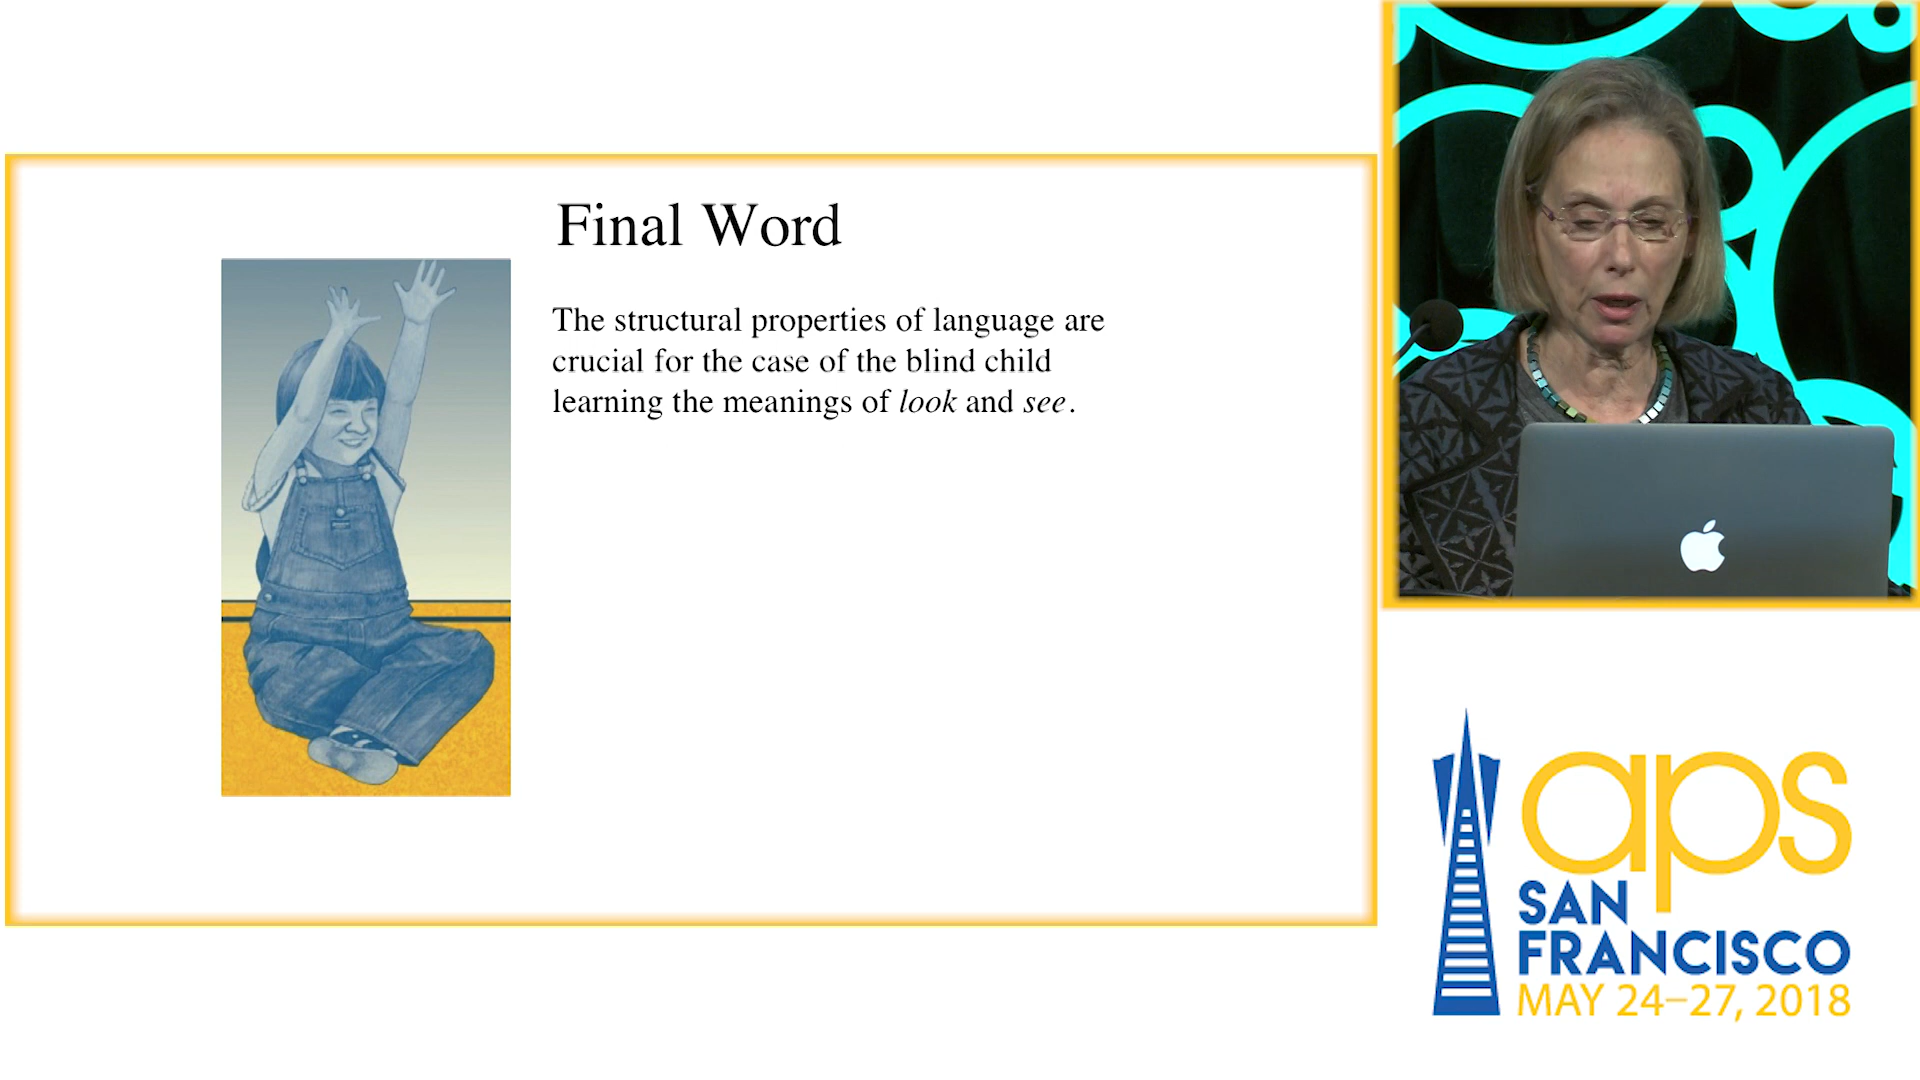 Final Word
The structural properties of language are
crucial for the case of the blind child
learning the meanings of look and see.
aps
SAN
FRANCISCO
MAY 24–27, 2018